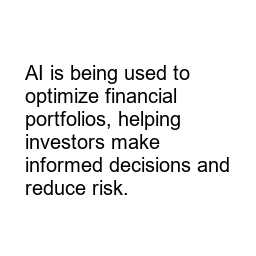 AI is being used to
optimize financial
portfolios, helping
investors make
informed decisions and
reduce risk.